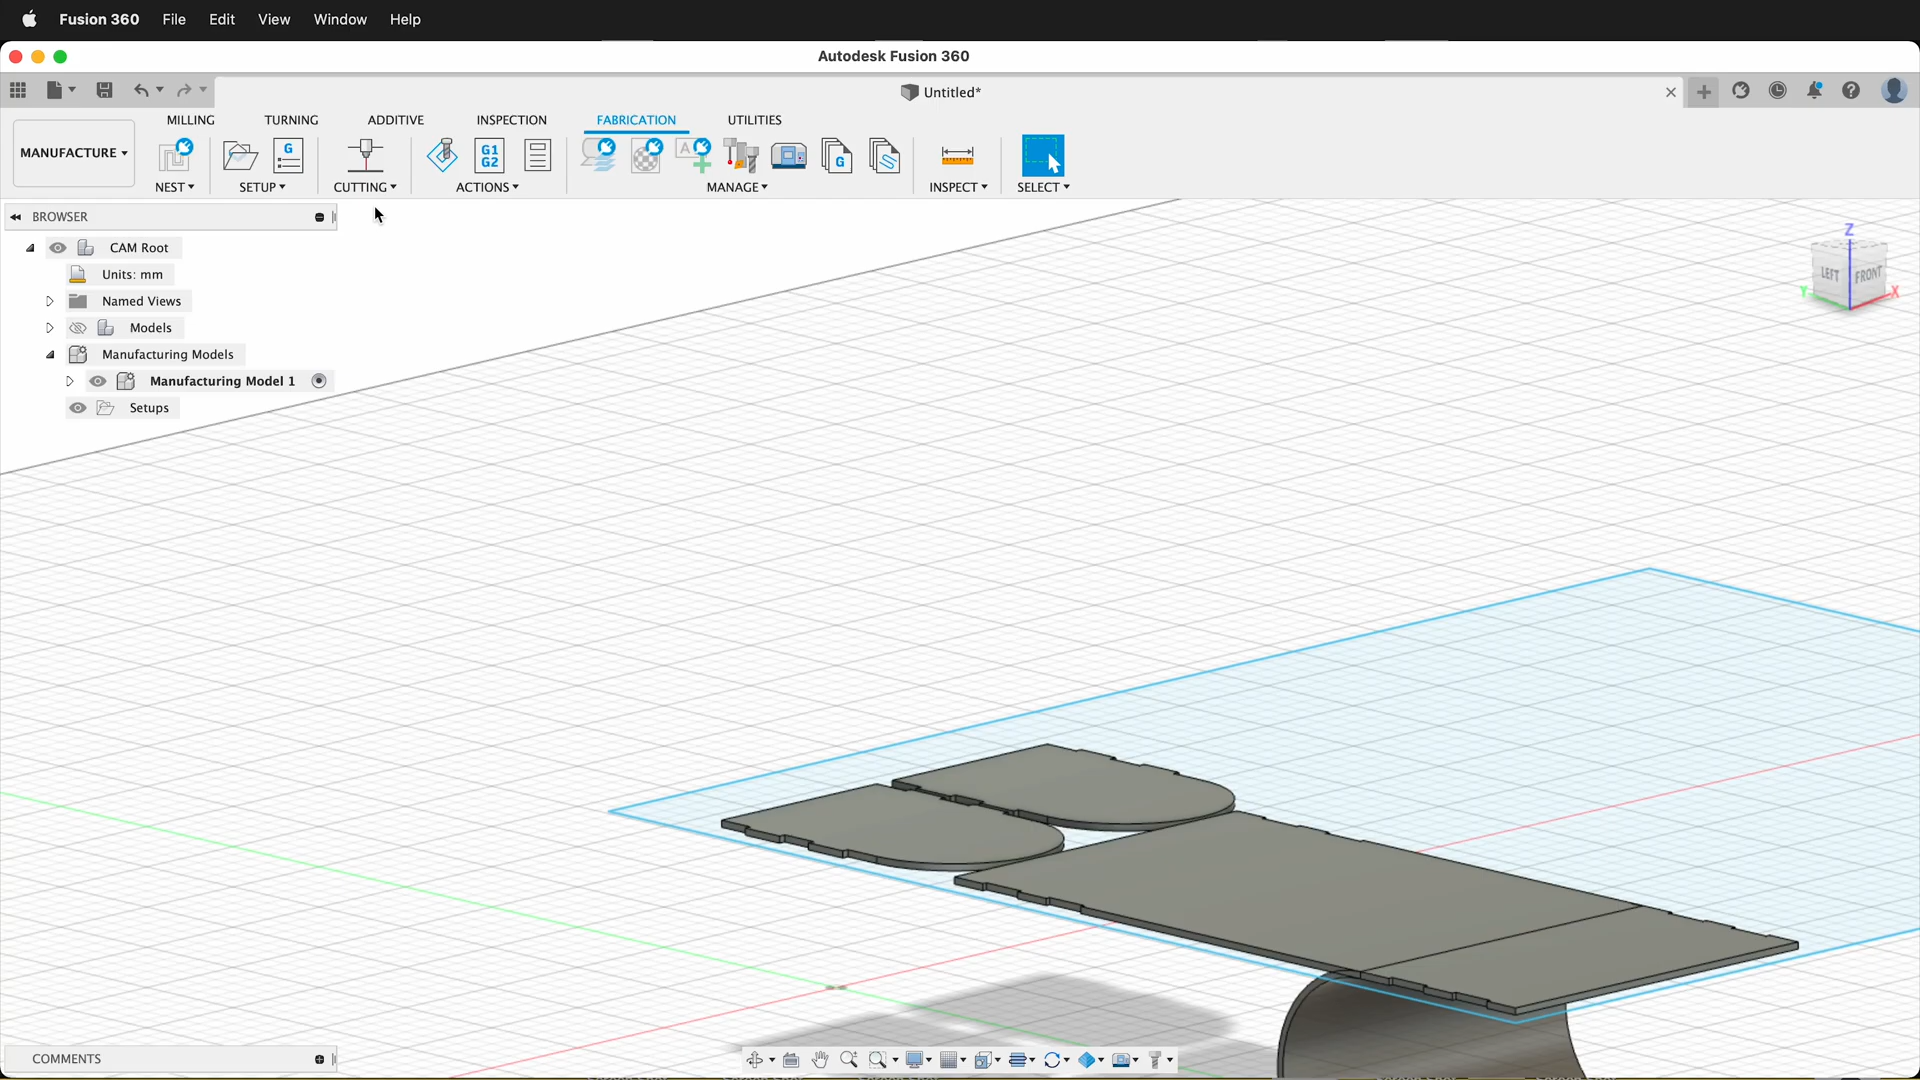 Fusion 360 File Edit View Window Help
Autodesk Fusion 360
Untitled*
MILLING TURNING ADDITIVE INSPECTION FABRICATION UTILITIES
MANUFACTURE
G G1 G2 A G
NEST SETUP CUTTING ACTIONS MANAGE INSPECT SELECT
BROWSER
CAM Root
Units: mm
Named Views
Models
Manufacturing Models
Manufacturing Model 1
Setups
Z
LEFT FRONT
Y X
COMMENTS